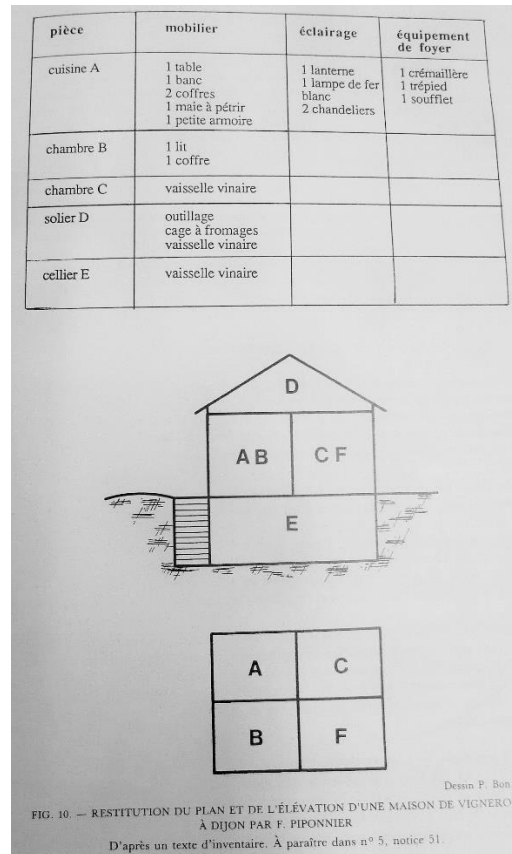 pièce mobilier éclairage équipement de foyer
cuisine A
1 table
1 banc
2 coffres
1 maie à pétrir
1 petite armoire
1 lanterne
1 lampe de fer
blanc
2 chandeliers
1 crémaillère
1 trépied
1 soufflet
chambre B
1 lit
1 coffre
chambre C vaisselle vinaire
solier D
outillage
cage à fromages
vaisselle vinaire
cellier E vaisselle vinaire
D
A B C F
E
A C
B F
Dessin P. Bon
FIG. 10. — RESTITUTION DU PLAN ET DE L'ÉLÉVATION D'UNE MAISON DE VIGNERO
À DIJON PAR F. PIPONNIER
D'après un texte d'inventaire. À paraître dans n° 5, notice 51.